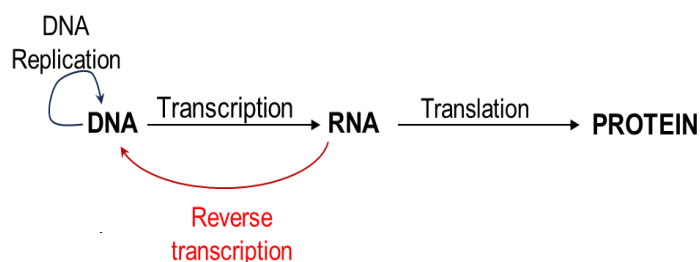 DNA
Replication
DNA Transcription RNA Translation PROTEIN
Reverse
transcription